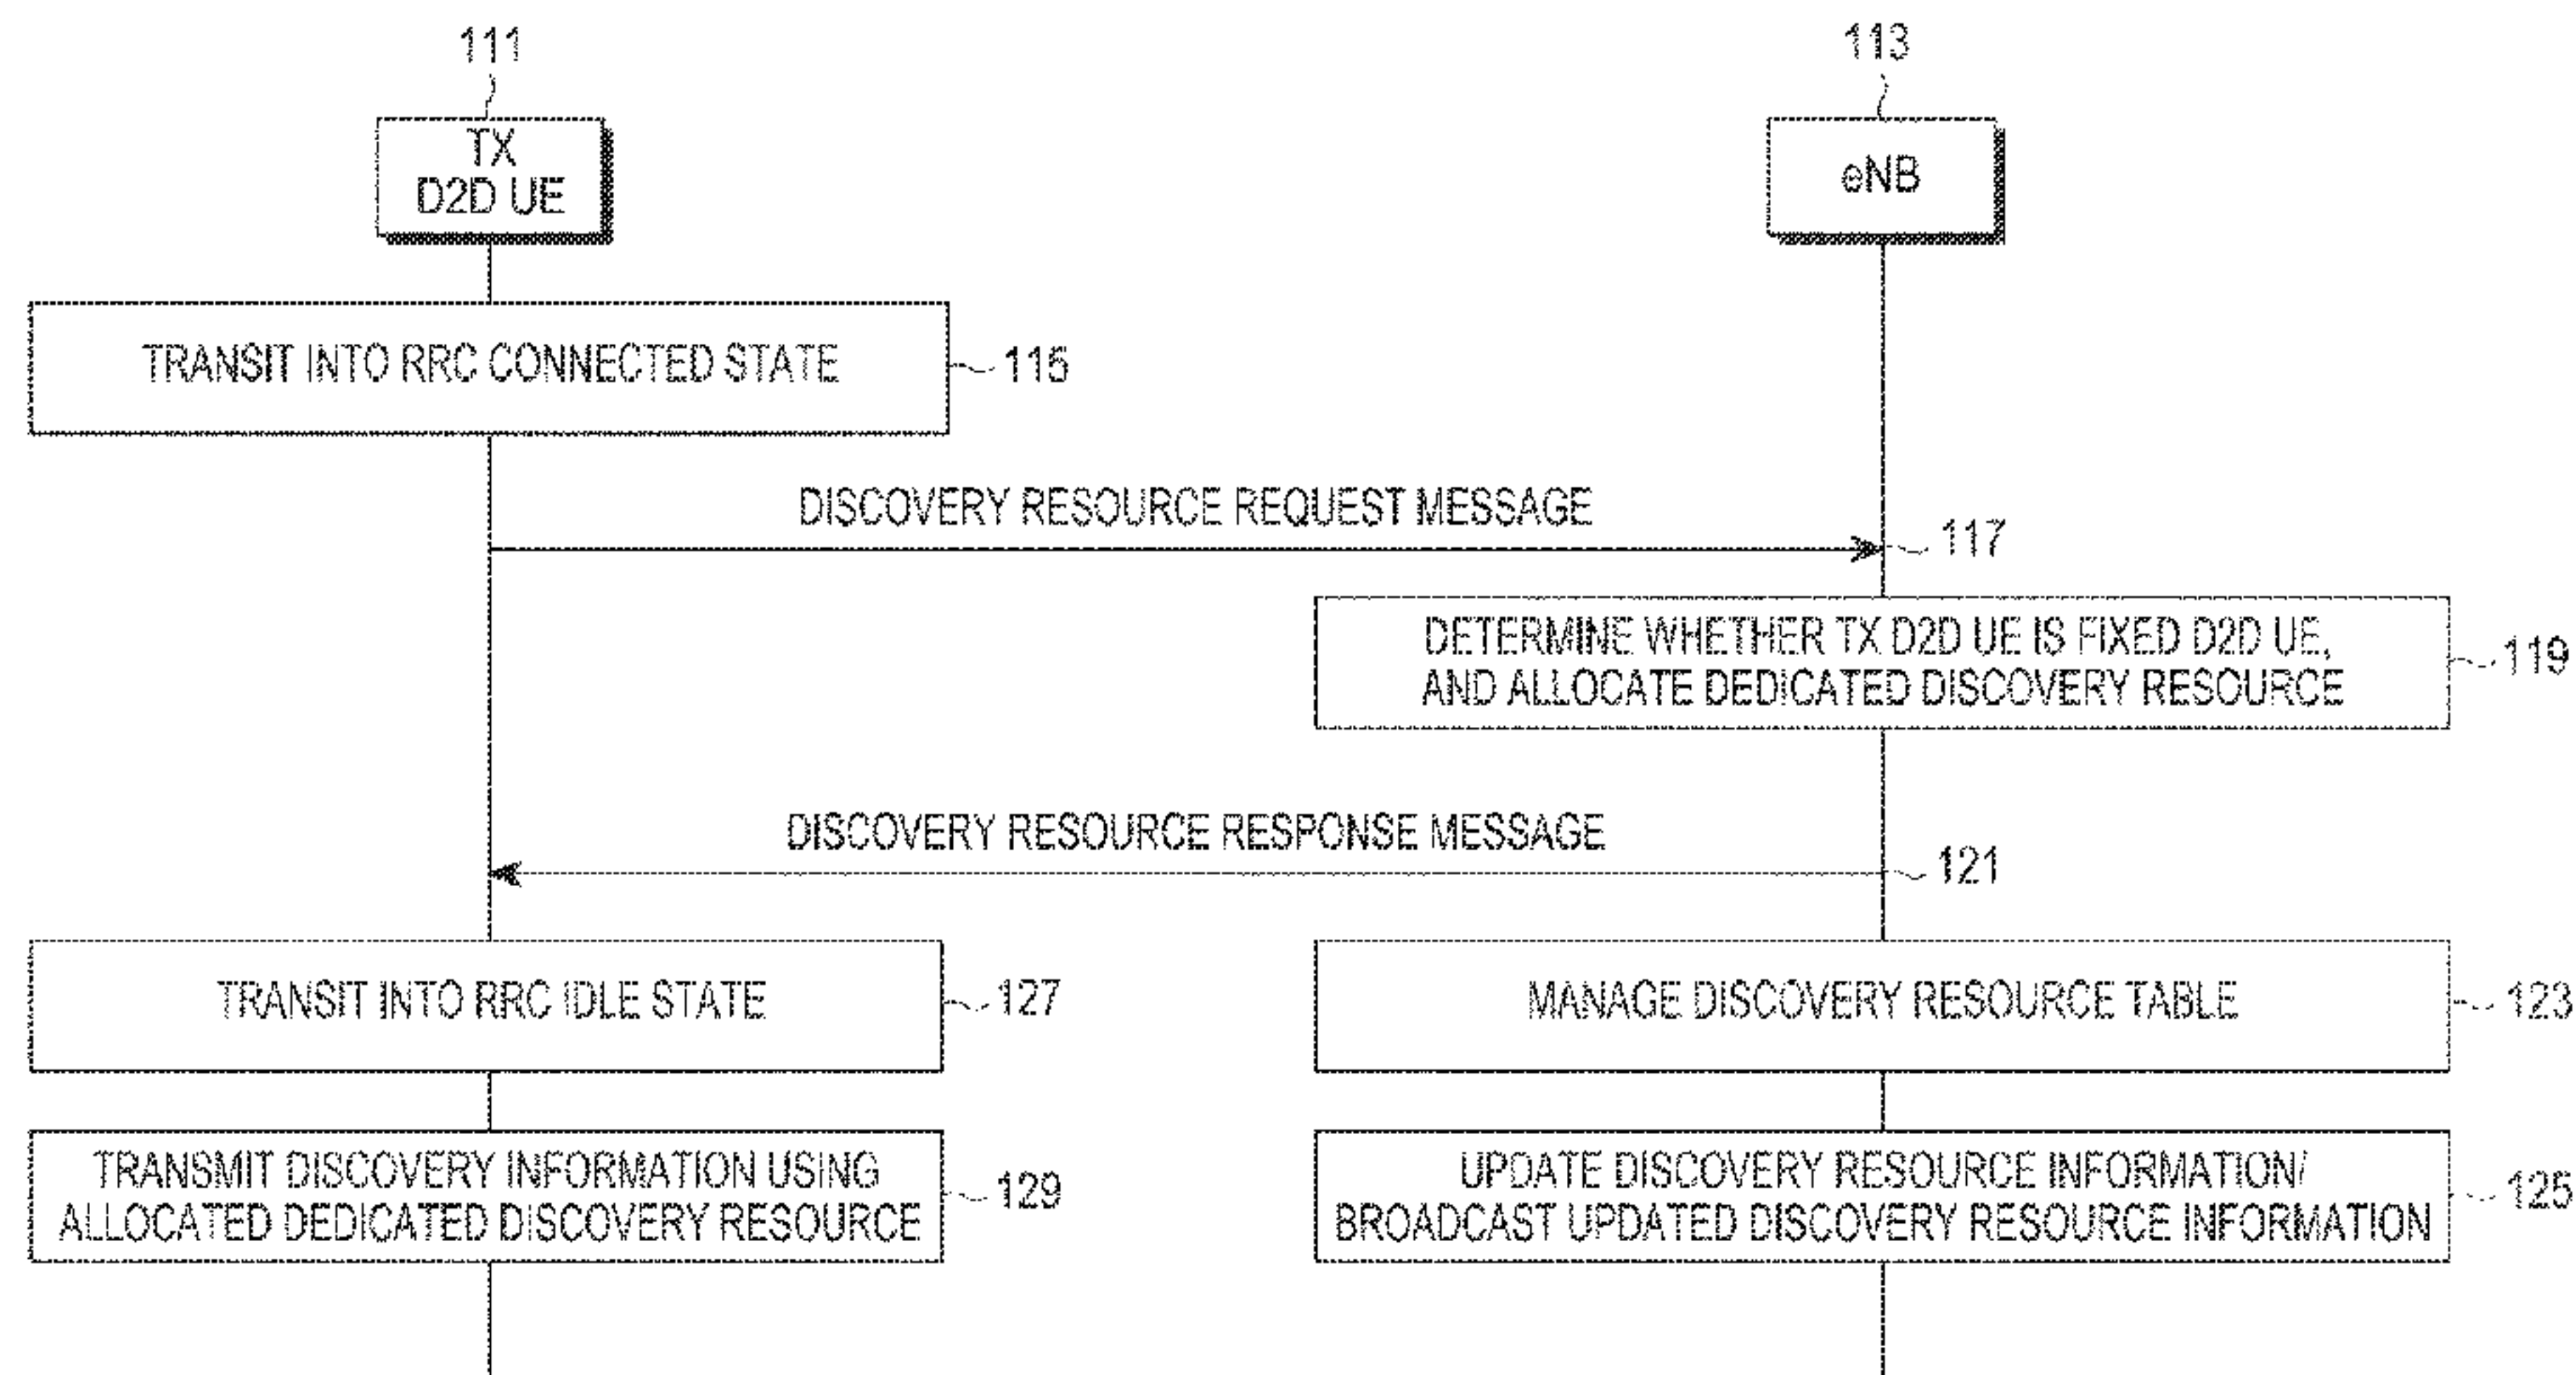 111
113
TX
D2D UE
eNB
TRANSIT INTO RRC CONNECTED STATE
115
DISCOVERY RESOURCE REQUEST MESSAGE
117
DETERMINE WHETHER TX D2D UE IS FIXED D2D UE,
AND ALLOCATE DEDICATED DISCOVERY RESOURCE
119
DISCOVERY RESOURCE RESPONSE MESSAGE
121
TRANSIT INTO RRC IDLE STATE
127
MANAGE DISCOVERY RESOURCE TABLE
123
TRANSMIT DISCOVERY INFORMATION USING
ALLOCATED DEDICATED DISCOVERY RESOURCE
129
UPDATE DISCOVERY RESOURCE INFORMATION/
BROADCAST UPDATED DISCOVERY RESOURCE INFORMATION
125